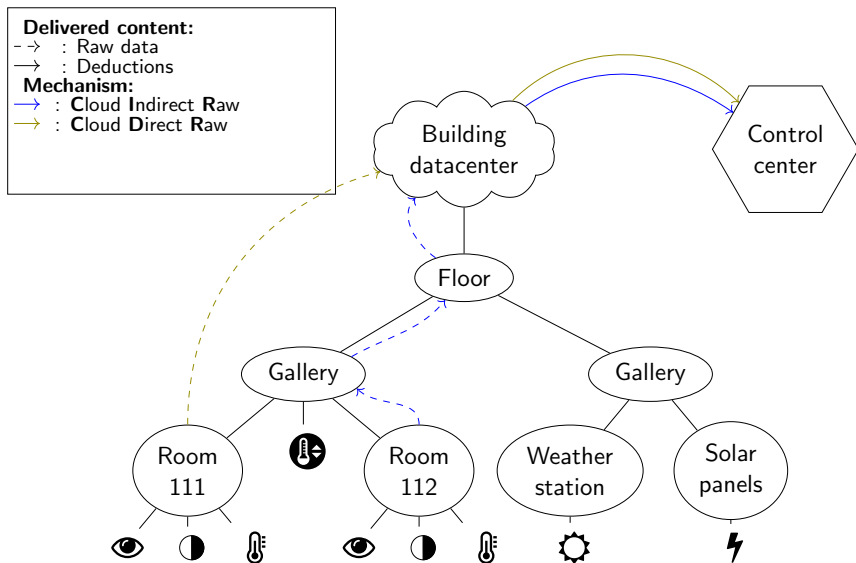 Delivered content:
: Raw data
: Deductions
Mechanism:
: Cloud Indirect Raw
: Cloud Direct Raw
Building
datacenter
Control
center
Floor
Gallery
Gallery
Room
111
Room
112
Weather
station
Solar
panels